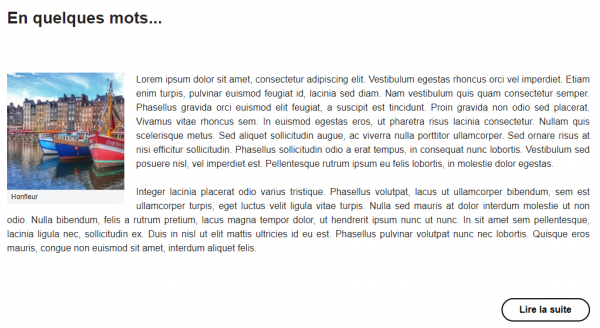 En quelques mots...
Lorem ipsum dolor sit amet, consectetur adipiscing elit. Vestibulum egestas rhoncus orci vel imperdiet. Etiam
enim turpis, pulvinar euismod feugiat id, lacinia sed diam. Nam vestibulum quis quam consectetur semper.
Phasellus gravida orci euismod elit feugiat, a suscipit est tincidunt. Proin gravida non odio sed placerat.
Vivamus vitae rhoncus sem. In euismod egestas eros, ut pharetra risus lacinia consectetur. Nullam quis
scelerisque metus. Sed aliquet sollicitudin augue, ac viverra nulla porttitor ullamcorper. Sed ornare risus at
nisi efficitur sollicitudin. Phasellus sollicitudin odio a erat tempus, in consequat nunc lobortis. Vestibulum sed
posuere nisl, vel imperdiet est. Pellentesque rutrum ipsum eu felis lobortis, in molestie dolor egestas.
Honfleur
Integer lacinia placerat odio varius tristique. Phasellus volutpat, lacus ut ullamcorper bibendum, sem est
ullamcorper turpis, eget luctus velit ligula vitae turpis. Nulla sed mauris at dolor interdum molestie ut non
odio. Nulla bibendum, felis a rutrum pretium, lacus magna tempor dolor, ut hendrerit ipsum nunc ut nunc. In sit amet sem pellentesque,
lacinia ligula nec, sollicitudin ex. Duis in nisl ut elit mattis ultricies id eu est. Phasellus pulvinar volutpat nunc nec lobortis. Quisque eros
mauris, congue non euismod sit amet, interdum aliquet felis.
Lire la suite